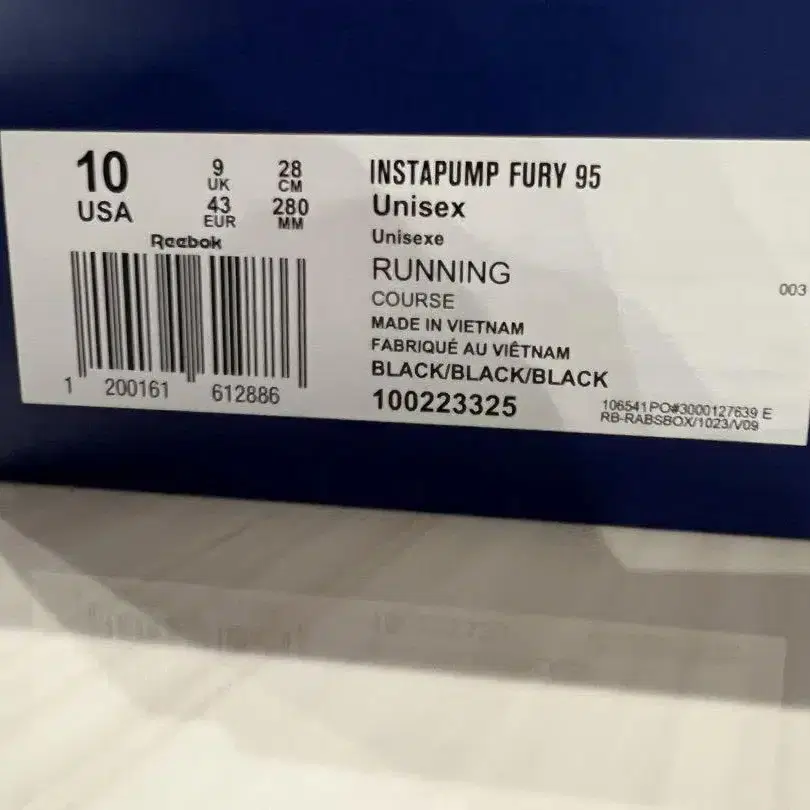 10
USA
9
UK
43
EUR
28
CM
280
MM
Reebok
1 200161 612886
INSTAPUMP FURY 95
Unisex
Unisexe
RUNNING
COURSE
MADE IN VIETNAM
FABRIQUÉ AU VIÊTNAM
BLACK/BLACK/BLACK
100223325
003
106541PO#3000127639 E
RB-RABSBOX/1023/V09